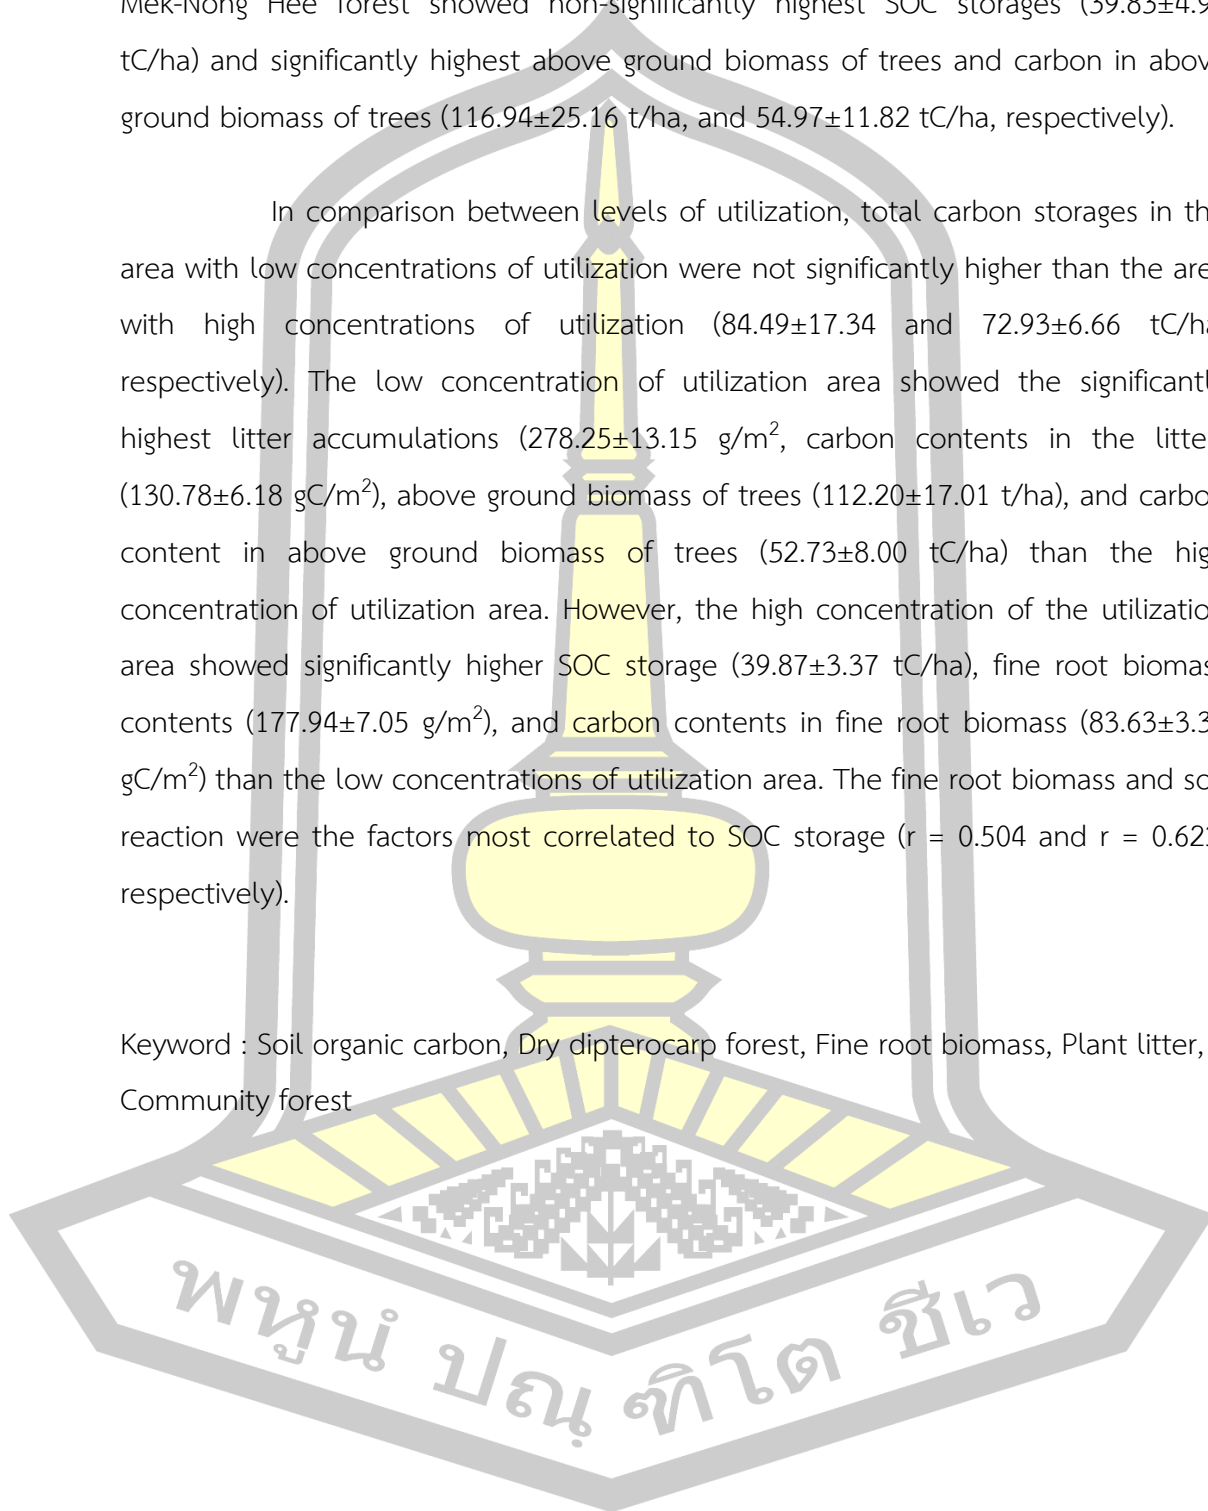 Mek-Nong Hee forest showed non-significantly highest SOC storages (39.83±4.9
tC/ha) and significantly highest above ground biomass of trees and carbon in abov
ground biomass of trees (116.94±25.16 t/ha, and 54.97±11.82 tC/ha, respectively).
In comparison between levels of utilization, total carbon storages in th
area with low concentrations of utilization were not significantly higher than the are
with high concentrations of utilization (84.49±17.34 and 72.93±6.66 tC/ha
respectively). The low concentration of utilization area showed the significantl
highest litter accumulations (278.25±13.15 g/m², carbon contents in the litte
(130.78±6.18 gC/m²), above ground biomass of trees (112.20±17.01 t/ha), and carbo
content in above ground biomass of trees (52.73±8.00 tC/ha) than the hig
concentration of utilization area. However, the high concentration of the utilizatio
area showed significantly higher SOC storage (39.87±3.37 tC/ha), fine root biomas
contents (177.94±7.05 g/m²), and carbon contents in fine root biomass (83.63±3.3
gC/m²) than the low concentrations of utilization area. The fine root biomass and so
reaction were the factors most correlated to SOC storage (r = 0.504 and r = 0.622
respectively).
Keyword : Soil organic carbon, Dry dipterocarp forest, Fine root biomass, Plant litter,
Community forest
พหูนํ ปณฺฑิโต ชีเว